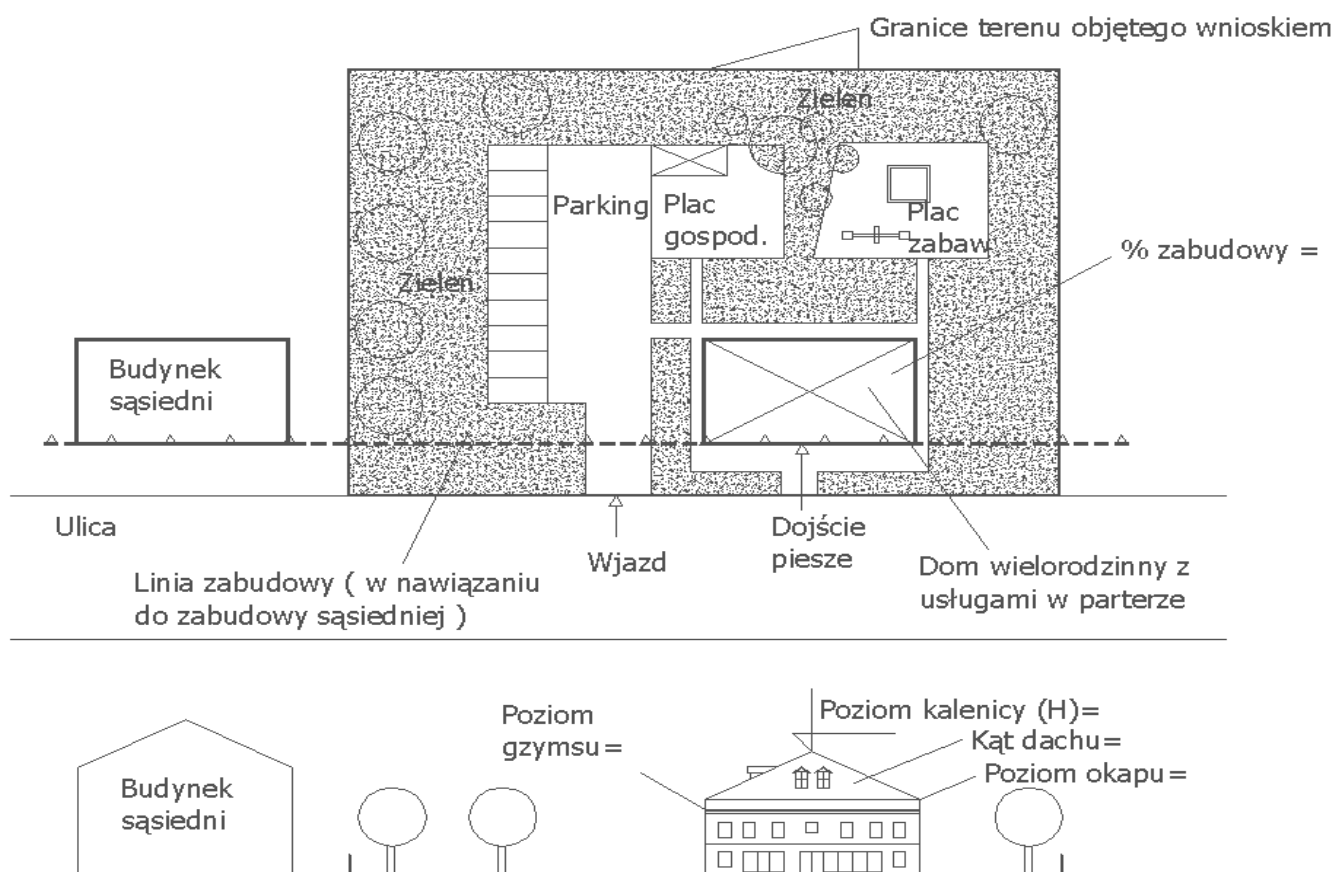 Granice terenu objętego wnioskiem
Zieleń
Parking
Plac
gospod.
Plac
zabaw
% zabudowy =
Zieleń
Budynek
sąsiedni
Ulica
Wjazd
Dojście
piesze
Linia zabudowy ( w nawiązaniu
do zabudowy sąsiedniej )
Dom wielorodzinny z
usługami w parterze
Poziom
gzymsu=
Poziom kalenicy (H)=
Kąt dachu=
Poziom okapu=
Budynek
sąsiedni